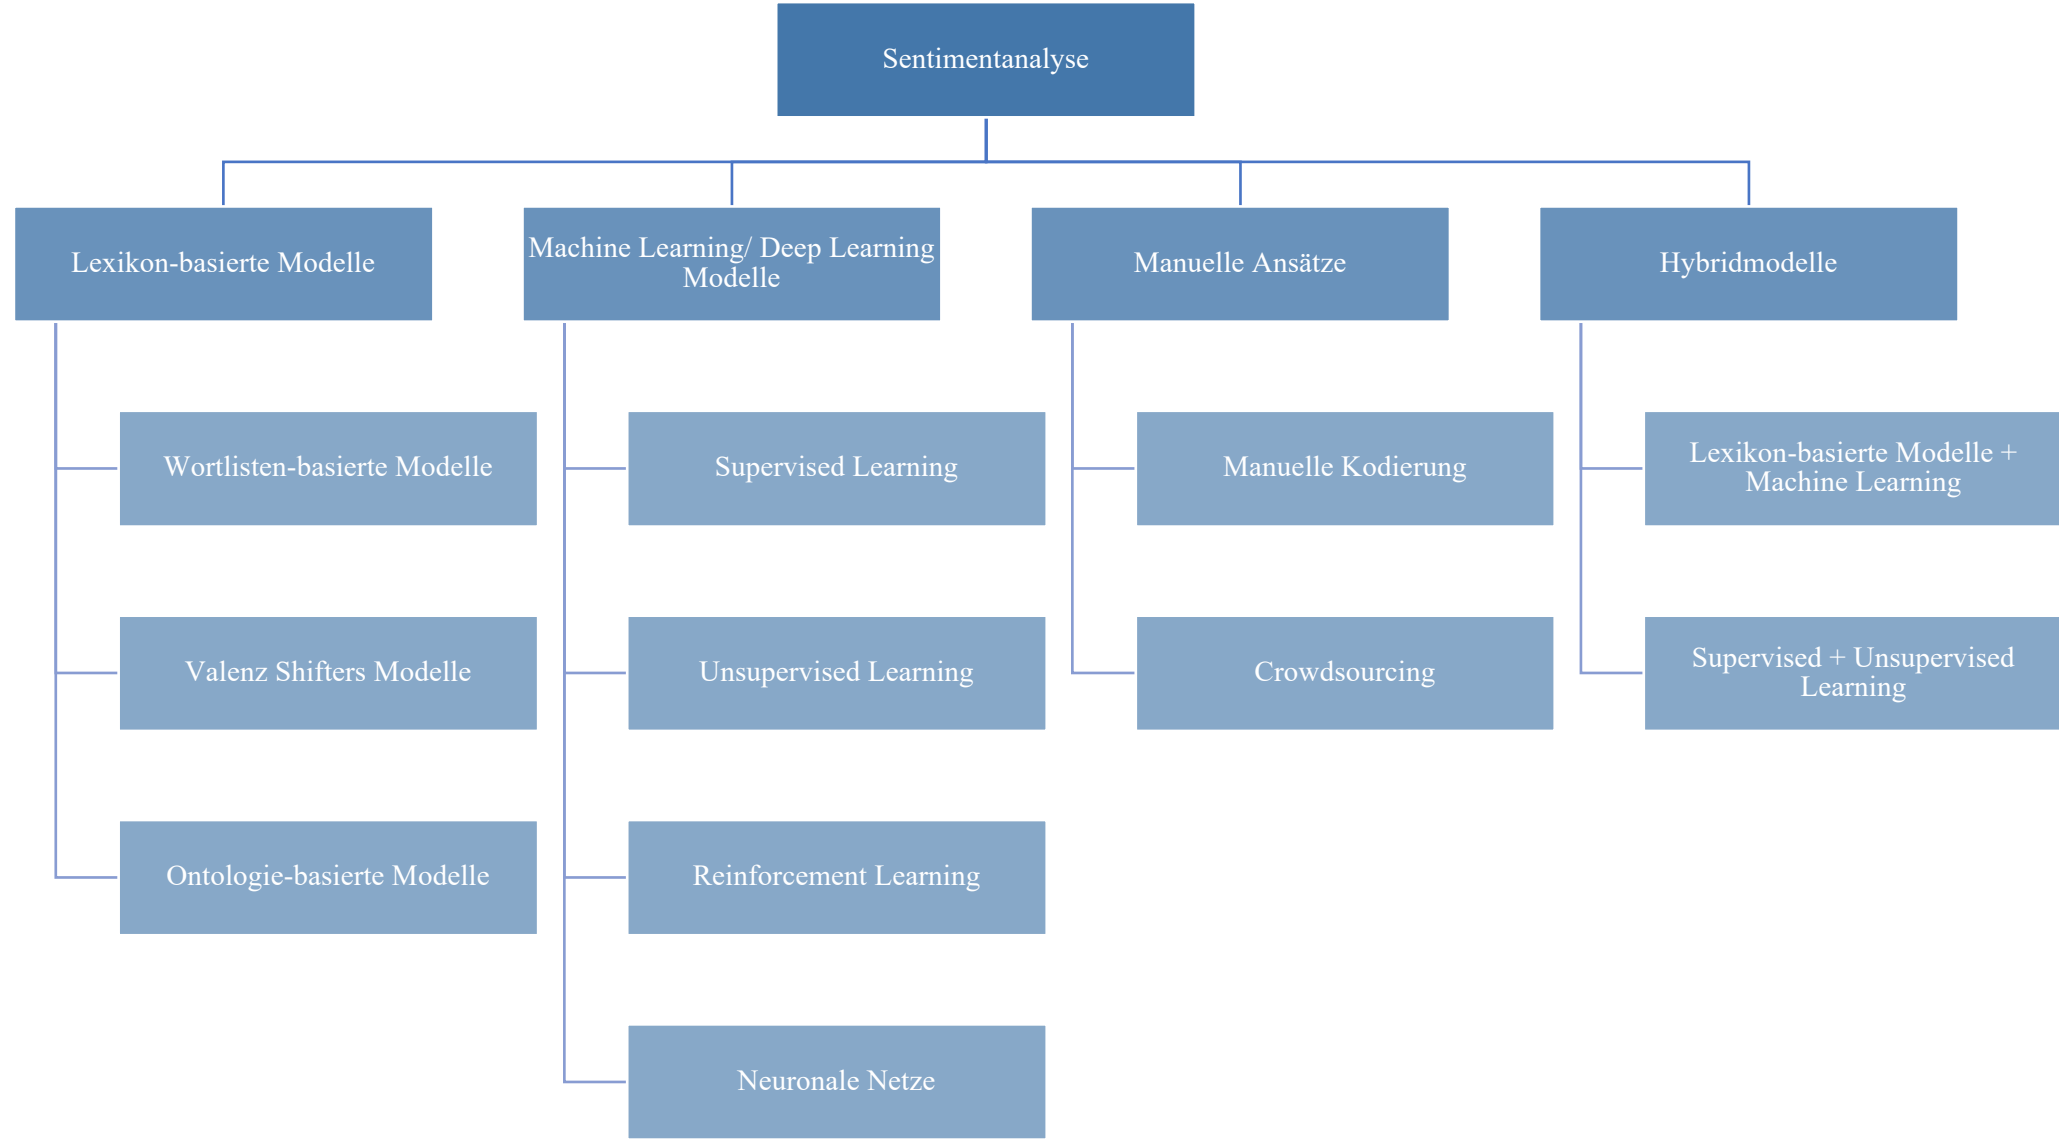 Sentimentanalyse
Lexikon-basierte Modelle
Machine Learning/ Deep Learning
Modelle
Manuelle Ansätze
Hybridmodelle
Wortlisten-basierte Modelle
Supervised Learning
Manuelle Kodierung
Lexikon-basierte Modelle +
Machine Learning
Valenz Shifters Modelle
Unsupervised Learning
Crowdsourcing
Supervised + Unsupervised
Learning
Ontologie-basierte Modelle
Reinforcement Learning
Neuronale Netze